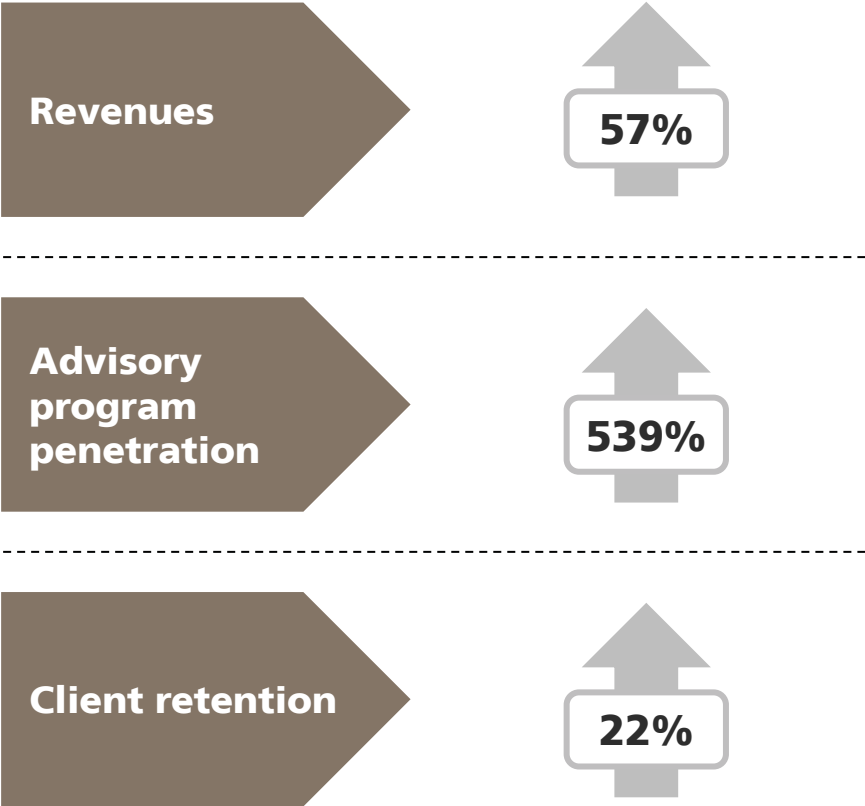 Revenues
57%
Advisory
program
penetration
539%
Client retention
22%